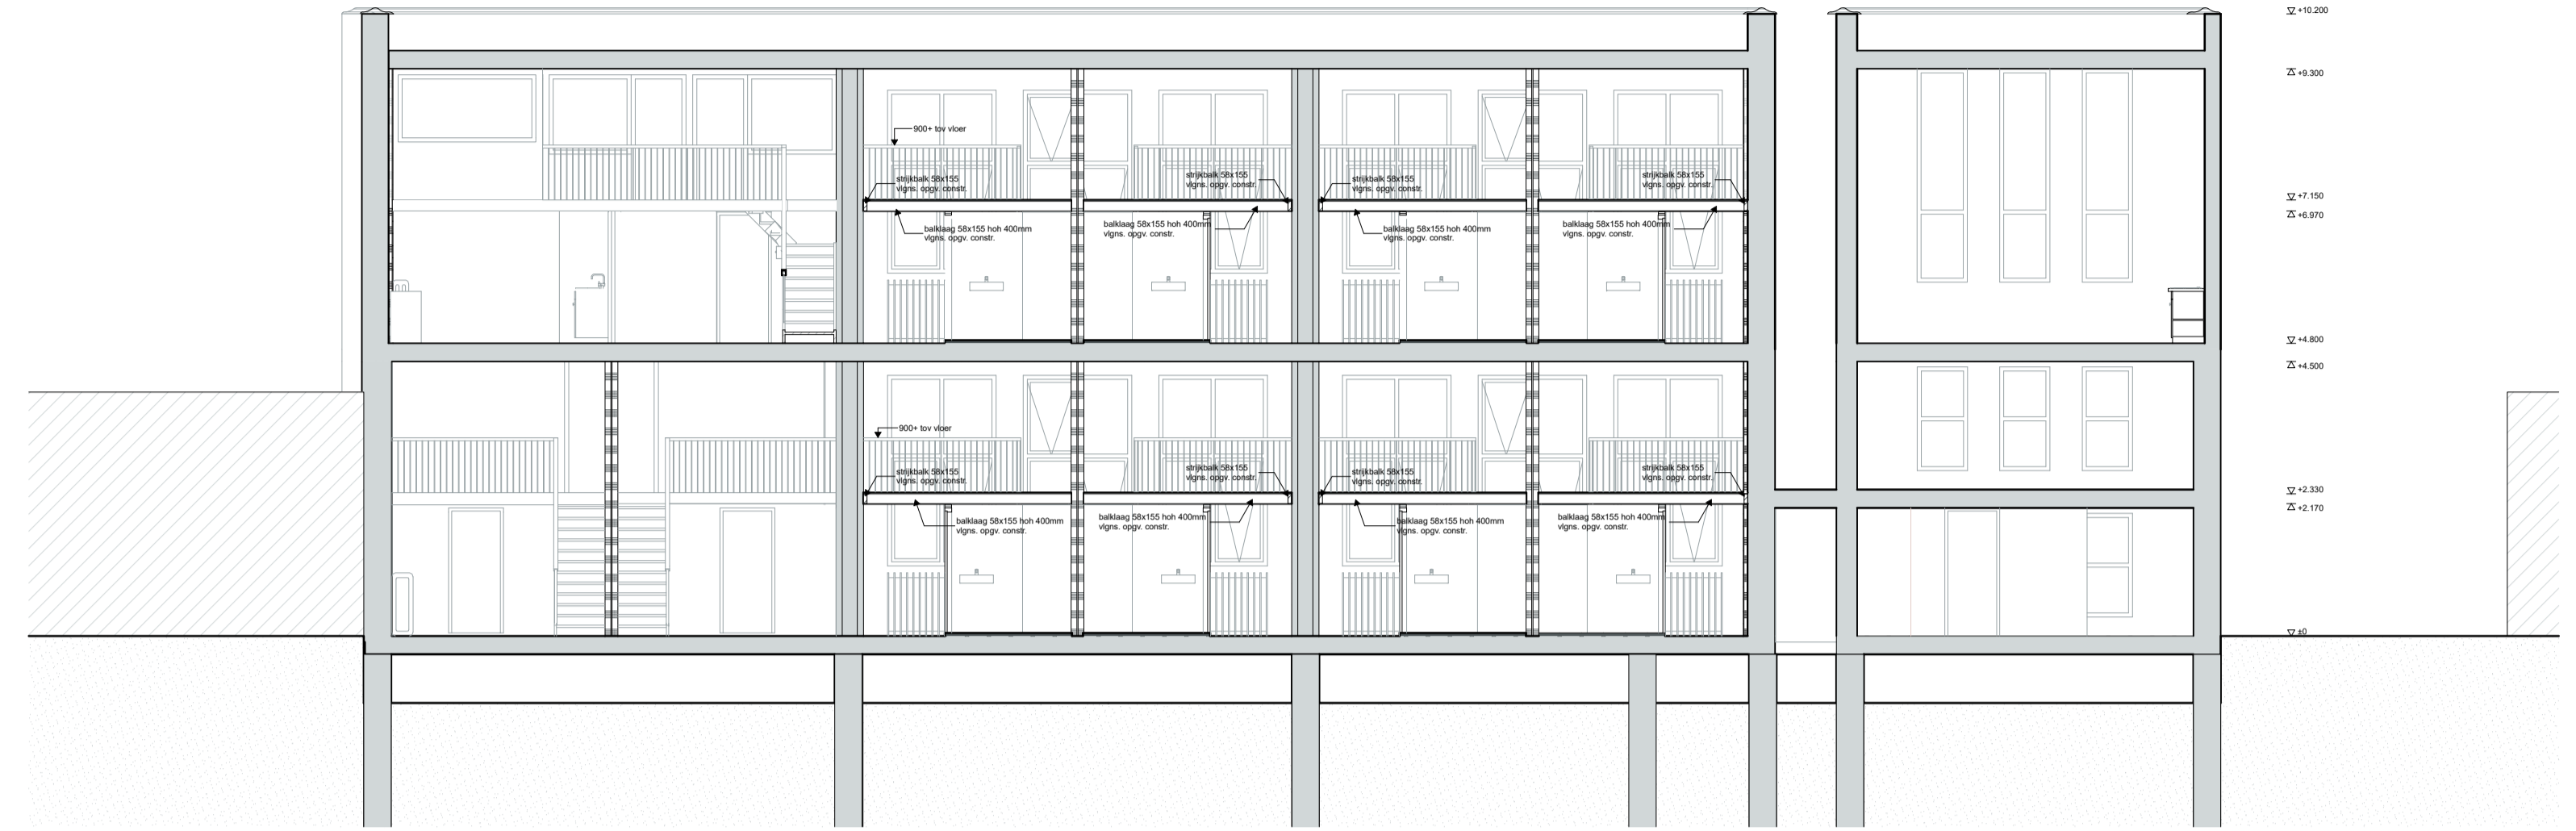 +10.200
+9.300
900+ tov vloer
strijkbalk 58x155
vlgns. opgv. constr.
strijkbalk 58x155
vlgns. opgv. constr.
strijkbalk 58x155
vlgns. opgv. constr.
strijkbalk 58x155
vlgns. opgv. constr.
+7.150
+6.970
balklaag 58x155 hoh 400mm
vlgns. opgv. constr.
balklaag 58x155 hoh 400mm
vlgns. opgv. constr.
balklaag 58x155 hoh 400mm
vlgns. opgv. constr.
balklaag 58x155 hoh 400mm
vlgns. opgv. constr.
+4.800
+4.500
900+ tov vloer
strijkbalk 58x155
vlgns. opgv. constr.
strijkbalk 58x155
vlgns. opgv. constr.
strijkbalk 58x155
vlgns. opgv. constr.
strijkbalk 58x155
vlgns. opgv. constr.
+2.330
+2.170
balklaag 58x155 hoh 400mm
vlgns. opgv. constr.
balklaag 58x155 hoh 400mm
vlgns. opgv. constr.
balklaag 58x155 hoh 400mm
vlgns. opgv. constr.
balklaag 58x155 hoh 400mm
vlgns. opgv. constr.
±0